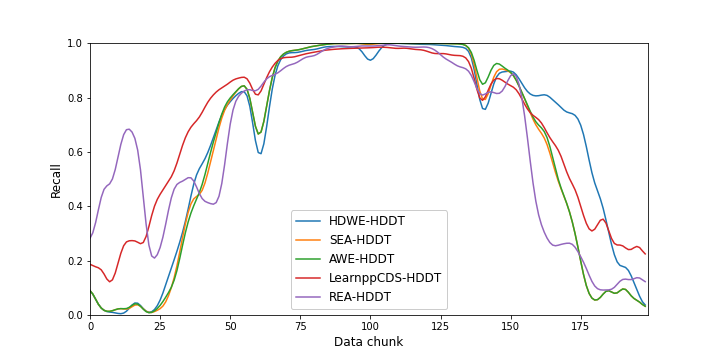 1.0
0.8
0.6
0.4
0.2
0.0
Recall
HDWE-HDDT
SEA-HDDT
AWE-HDDT
LearnppCDS-HDDT
REA-HDDT
0 25 50 75 100 125 150 175
Data chunk